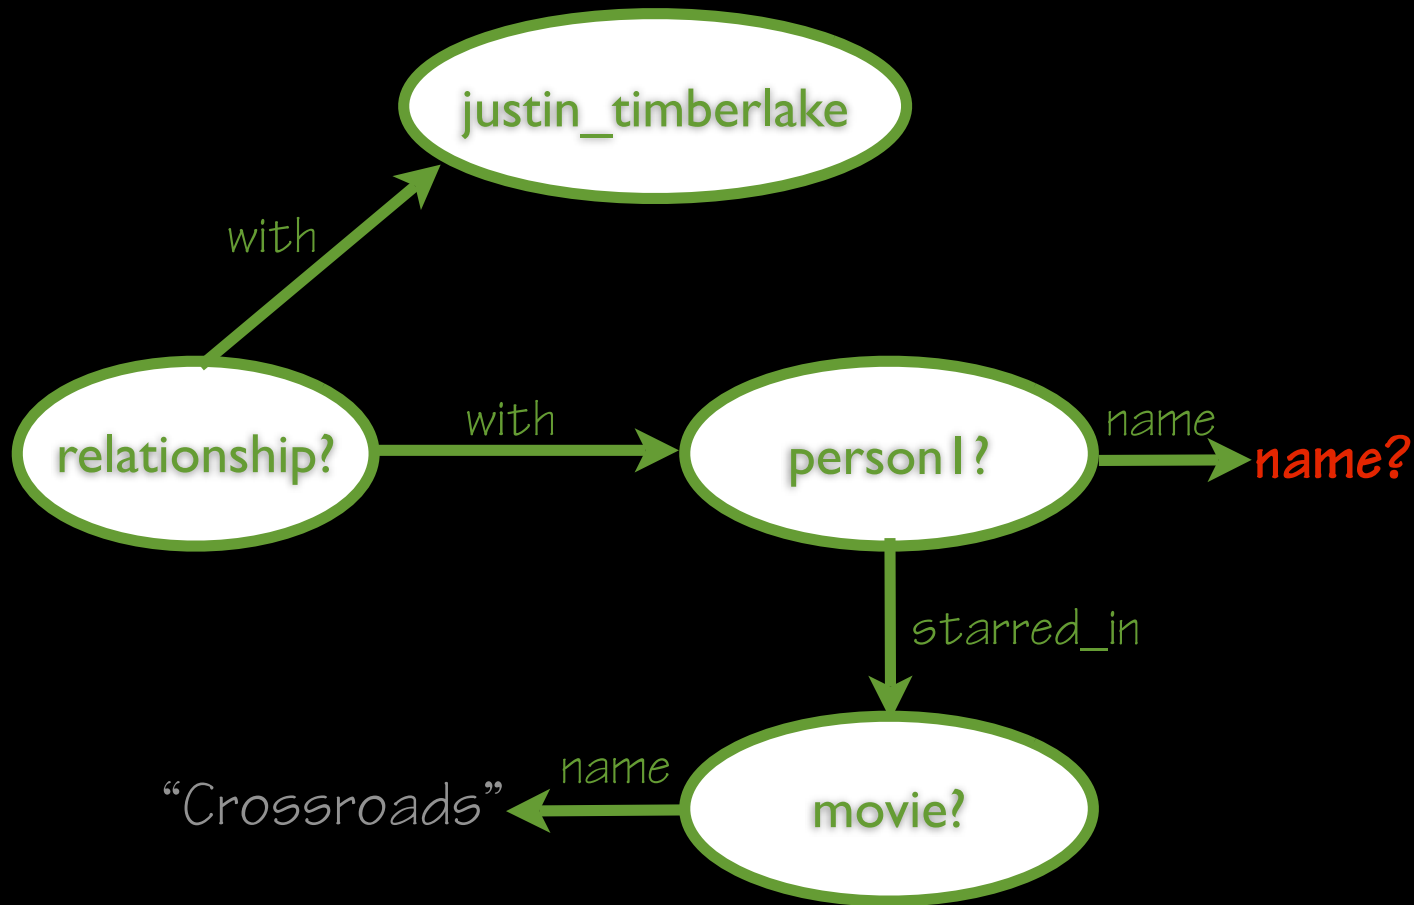 justin_timberlake
with
relationship?
with
person1?
name
name?
starred_in
name
“Crossroads”
movie?